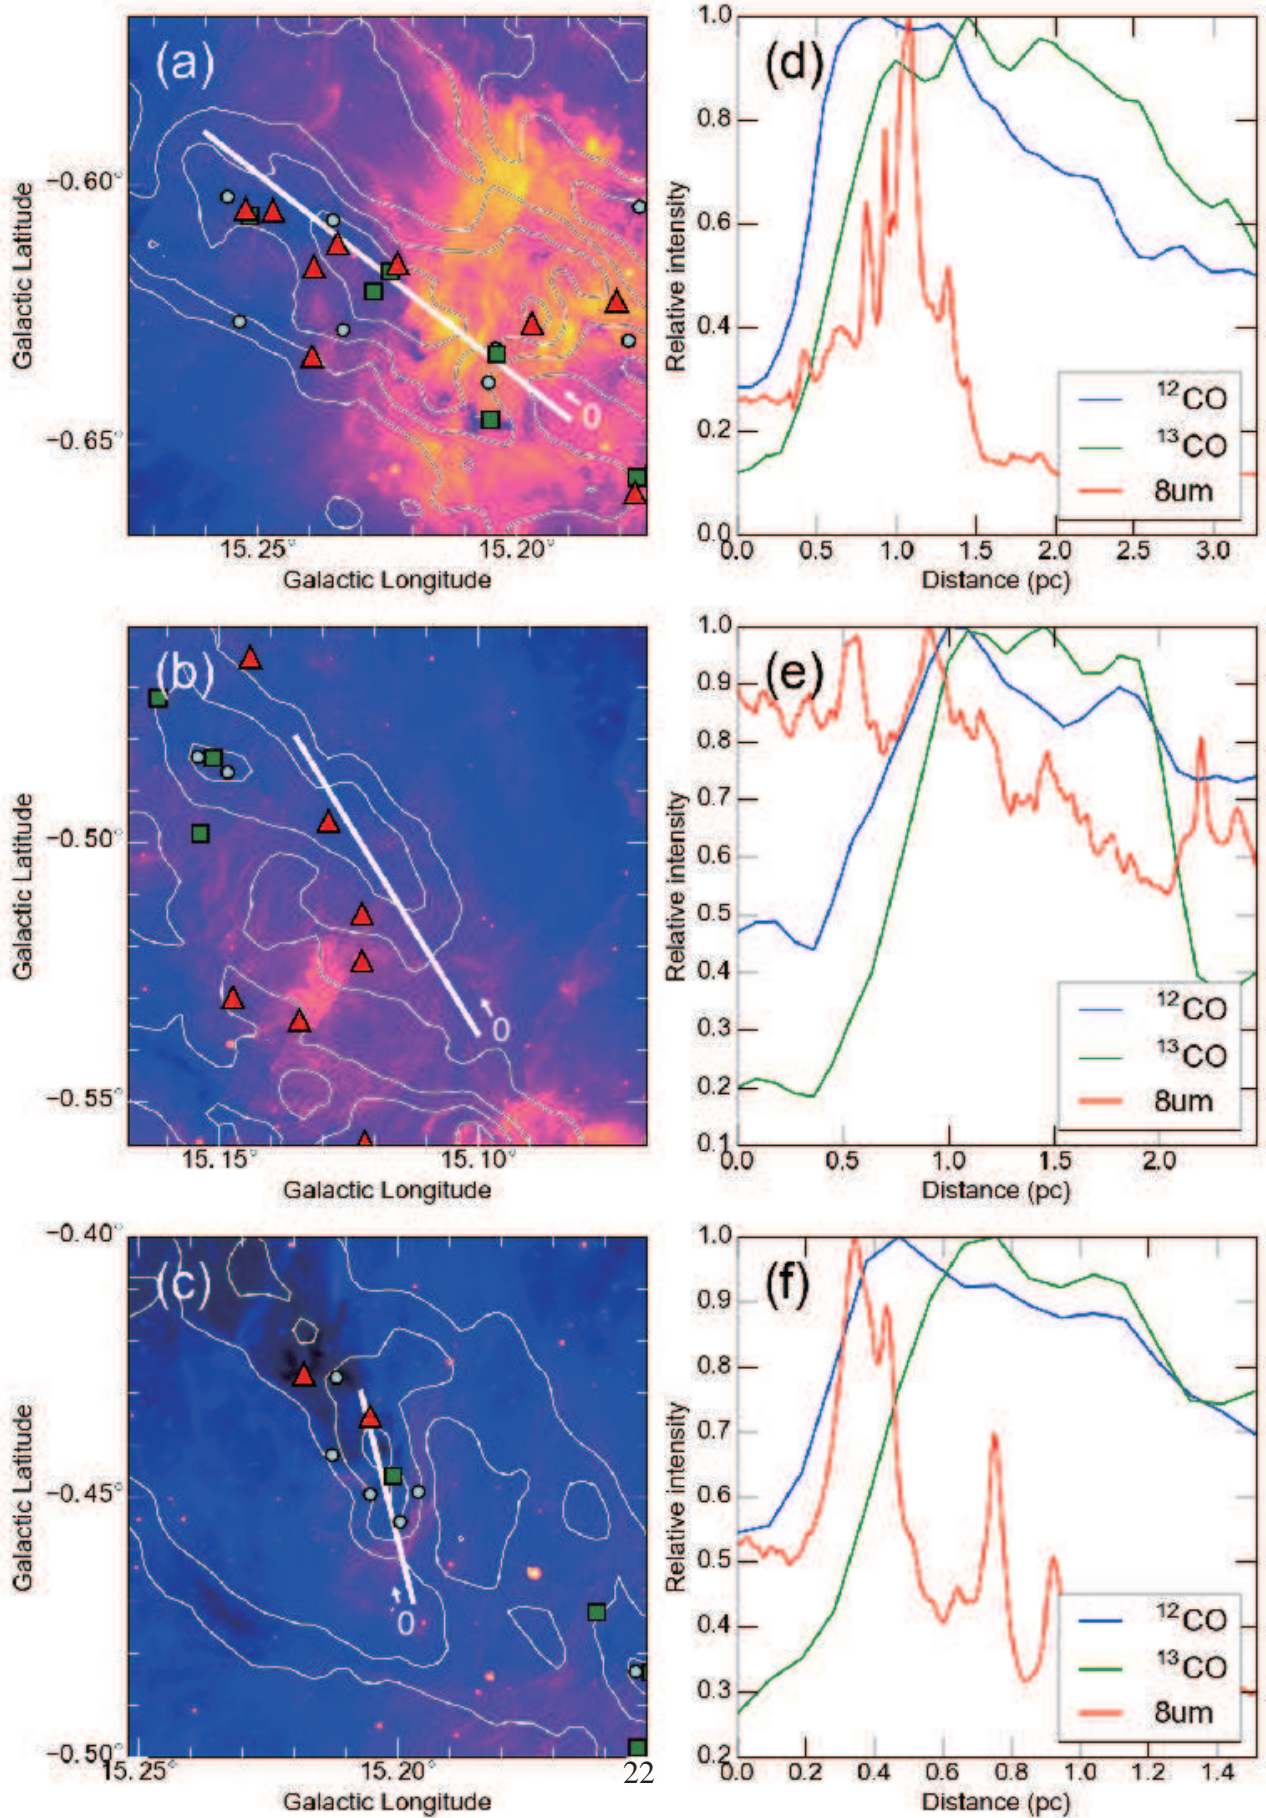 (a)
Galactic Latitude
−0.60°
−0.65°
0
15.25°
15.20°
Galactic Longitude
(d)
Relative intensity
1.0
0.8
0.6
0.4
0.2
0.0
¹²CO
¹³CO
8um
0.0 0.5 1.0 1.5 2.0 2.5 3.0
Distance (pc)
(b)
Galactic Latitude
−0.50°
−0.55°
0
15.15°
15.10°
Galactic Longitude
(e)
Relative intensity
1.0
0.9
0.8
0.7
0.6
0.5
0.4
0.3
0.2
0.1
¹²CO
¹³CO
8um
0.0 0.5 1.0 1.5 2.0
Distance (pc)
(c)
Galactic Latitude
−0.40°
−0.45°
−0.50°
0
15.25°
15.20°
Galactic Longitude
(f)
Relative intensity
1.0
0.9
0.8
0.7
0.6
0.5
0.4
0.3
0.2
¹²CO
¹³CO
8um
0.0 0.2 0.4 0.6 0.8 1.0 1.2 1.4
Distance (pc)
22